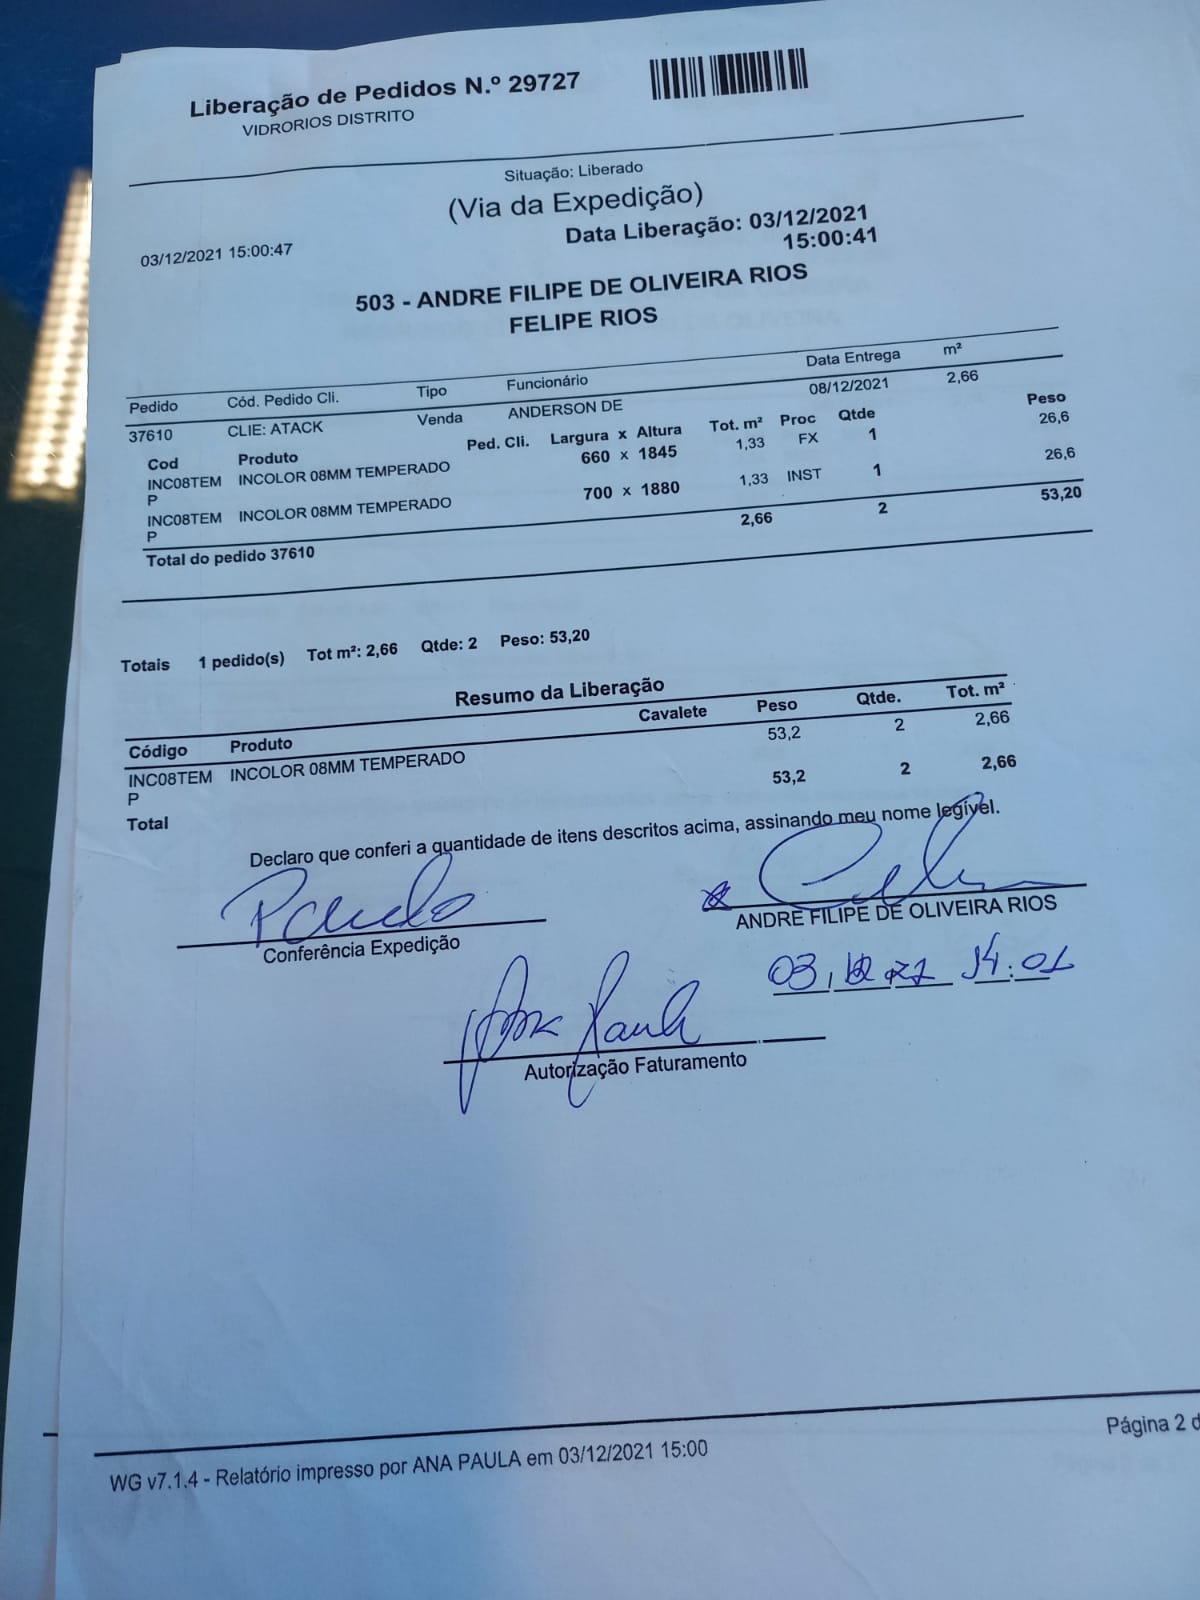 Liberação de Pedidos N.º 29727
VIDRORIOS DISTRITO
Situação: Liberado
(Via da Expedição)
03/12/2021 15:00:47
Data Liberação: 03/12/2021
15:00:41
503 - ANDRE FILIPE DE OLIVEIRA RIOS
FELIPE RIOS
Pedido Cód. Pedido Cli. Tipo Funcionário Data Entrega m²
37610 CLIE: ATACK Venda ANDERSON DE 08/12/2021 2,66
Cod Produto Ped. Cli. Largura x Altura Tot. m² Proc Qtde Peso
INC08TEM INCOLOR 08MM TEMPERADO 660 x 1845 1,33 FX 1 26,6
P
INC08TEM INCOLOR 08MM TEMPERADO 700 x 1880 1,33 INST 1 26,6
P
Total do pedido 37610 2,66 2 53,20
Totais 1 pedido(s) Tot m²: 2,66 Qtde: 2 Peso: 53,20
Resumo da Liberação
Código Produto Cavalete Peso Qtde. Tot. m²
INC08TEM INCOLOR 08MM TEMPERADO 53,2 2 2,66
P
Total 53,2 2 2,66
Declaro que conferi a quantidade de itens descritos acima, assinando meu nome legível.
Paulo
Conferência Expedição
ANDRE FILIPE DE OLIVEIRA RIOS
Ana Paula
Autorização Faturamento
WG v7.1.4 - Relatório impresso por ANA PAULA em 03/12/2021 15:00
Página 2 d